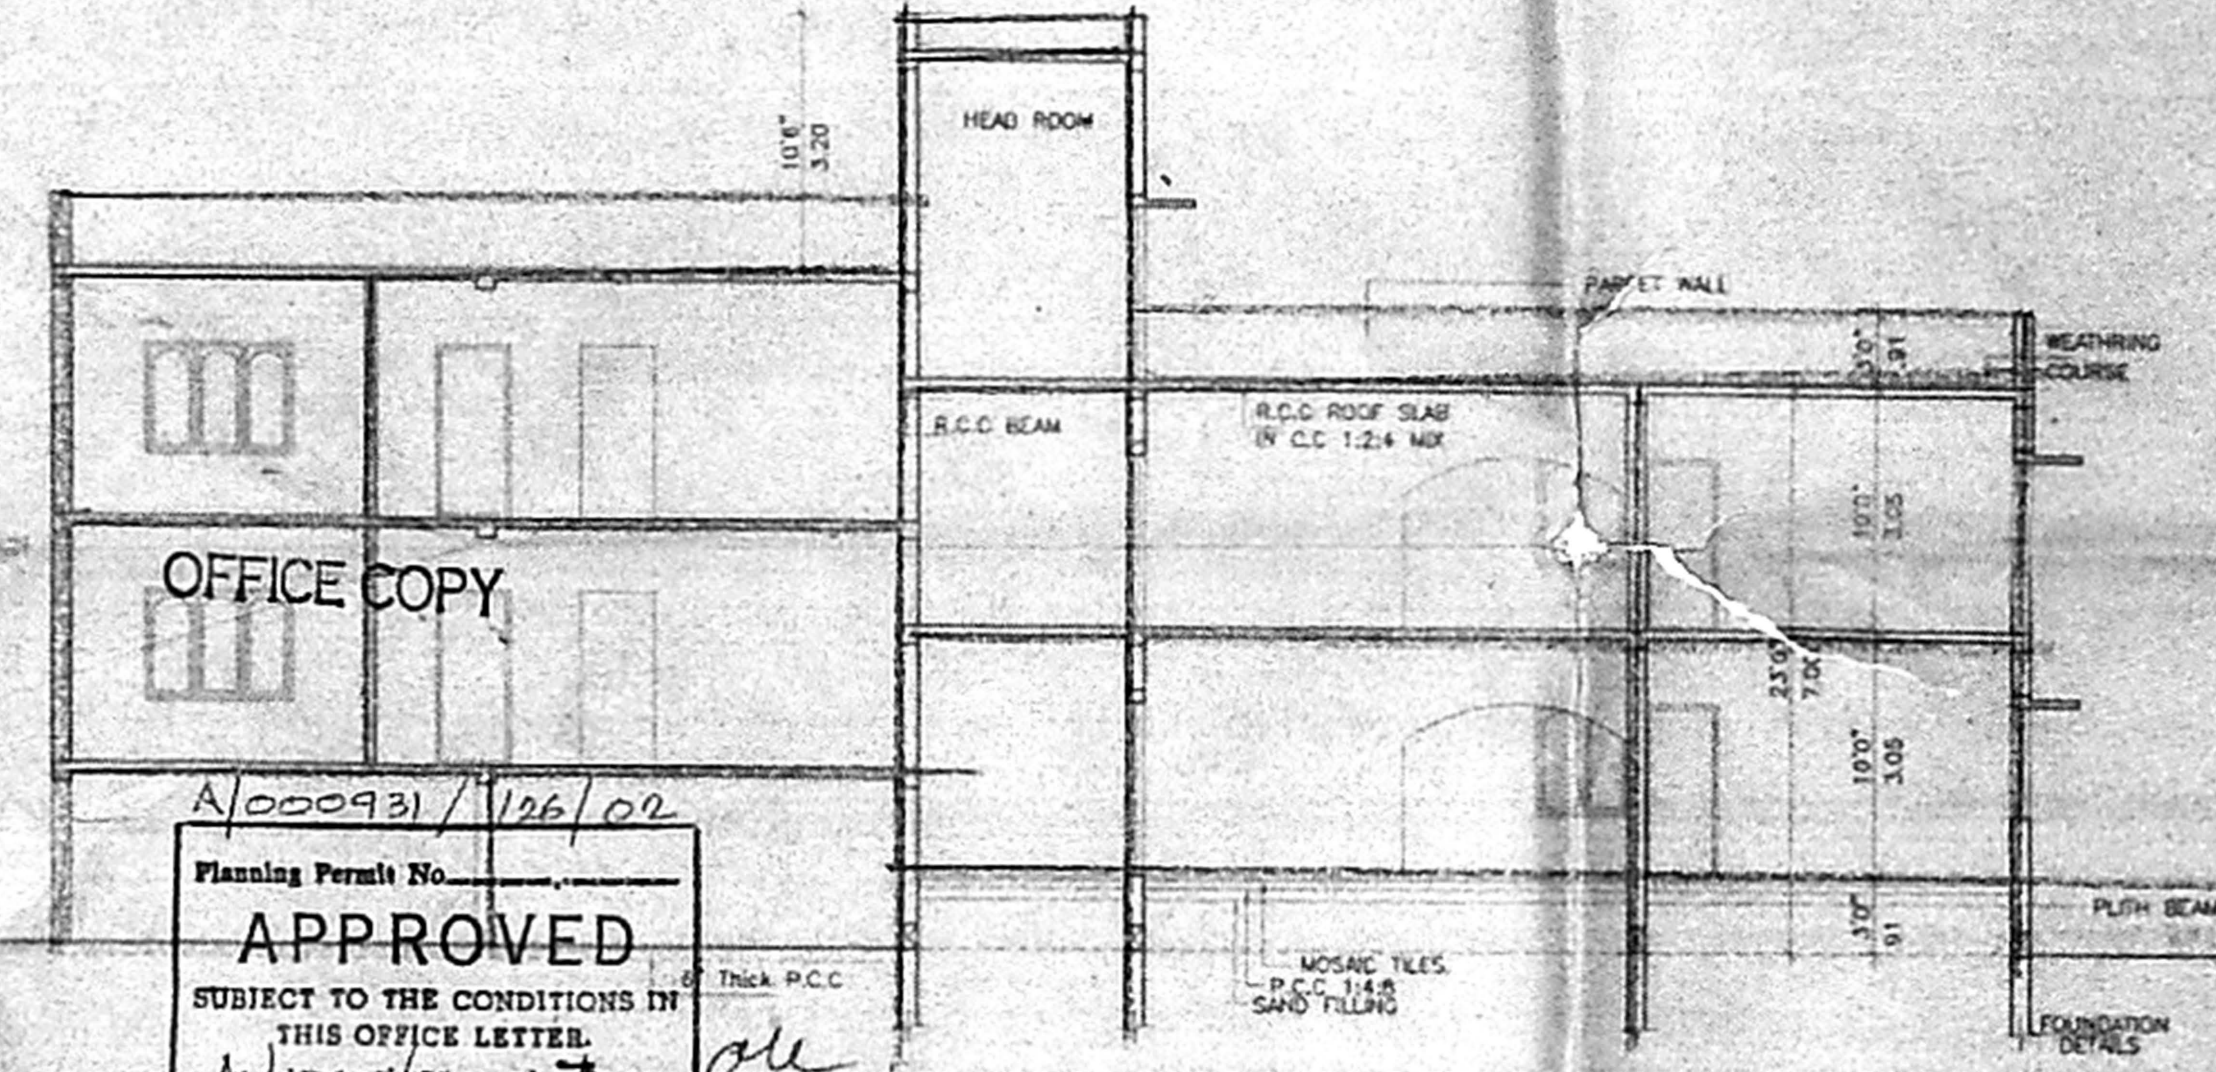 HEAD ROOM
10'6"
3.20
PARPET WALL
WEATHRING
COURSE
3'0"
.91
R.C.C BEAM
R.C.C ROOF SLAB
IN C.C 1:2:4 MIX
10'0"
3.05
OFFICE COPY
23'0"
7.00
10'0"
3.05
A/000931/126/02
Planning Permit No
APPROVED
SUBJECT TO THE CONDITIONS IN
THIS OFFICE LETTER.
3'0"
.91
PLITH BEAM
6" Thick P.C.C
MOSAIC TILES
P.C.C 1:4:8
SAND FILLING
FOUNDATION
DETAILS